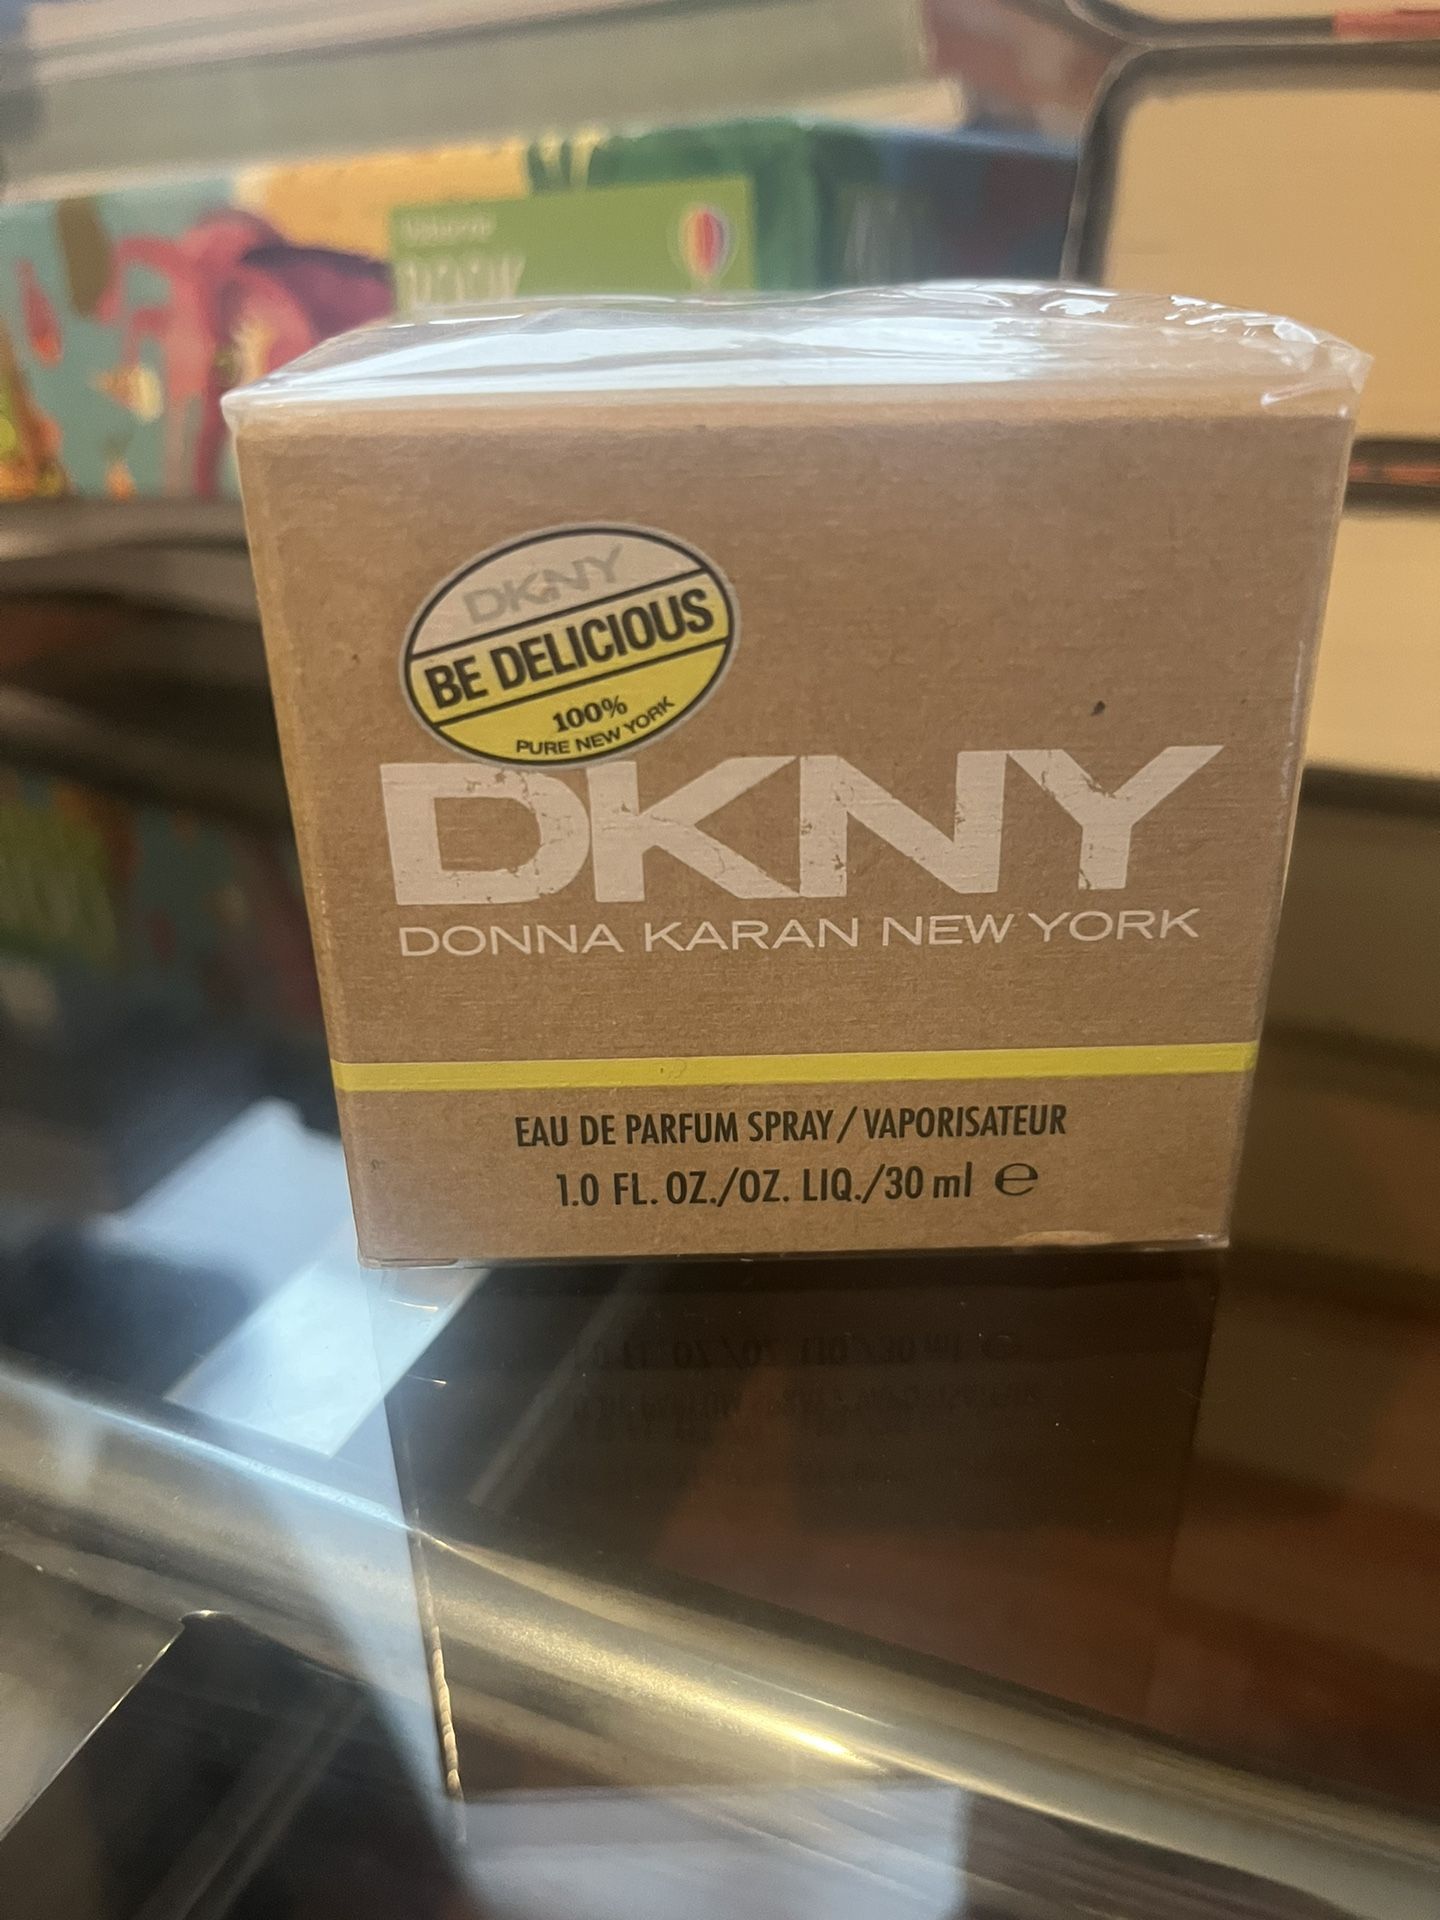 DKNY
BE DELICIOUS
100%
PURE NEW YORK
DKNY
DONNA KARAN NEW YORK
EAU DE PARFUM SPRAY / VAPORISATEUR
1.0 FL. OZ./OZ. LIQ./30 ml ℮